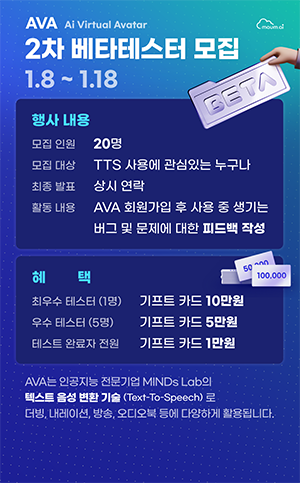 AVA Ai Virtual Avatar
maum.ai
2차 베타테스터 모집
1.8 ~ 1.18
BETA
행사 내용
모집 인원 20명
모집 대상 TTS 사용에 관심있는 누구나
최종 발표 상시 연락
활동 내용 AVA 회원가입 후 사용 중 생기는
버그 및 문제에 대한 피드백 작성
혜 택
50,000
100,000
최우수 테스터 (1명) 기프트 카드 10만원
우수 테스터 (5명) 기프트 카드 5만원
테스트 완료자 전원 기프트 카드 1만원
AVA는 인공지능 전문기업 MINDs Lab의
텍스트 음성 변환 기술 (Text-To-Speech) 로
더빙, 내레이션, 방송, 오디오북 등에 다양하게 활용됩니다.